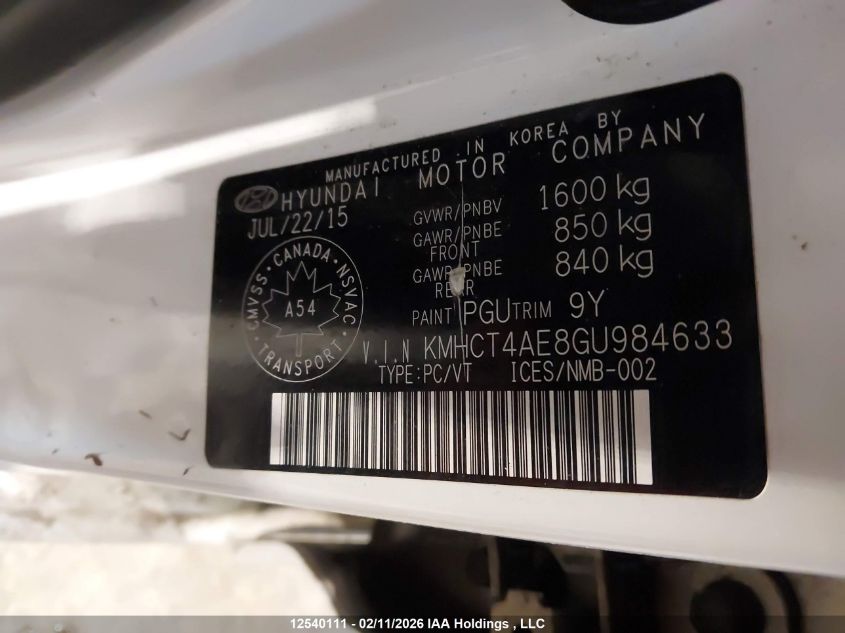 MANUFACTURED IN KOREA BY
HYUNDAI MOTOR COMPANY
JUL/22/15
GVWR/PNBV 1600 kg
GAWR/PNBE FRONT 850 kg
GAWR/PNBE REAR 840 kg
CANADA
CMVSS NSVAC
A54
TRANSPORT
PAINT PGU TRIM 9Y
V.I.N KMHCT4AE8GU984633
TYPE:PC/VT ICES/NMB-002
12540111 - 02/11/2026 IAA Holdings , LLC